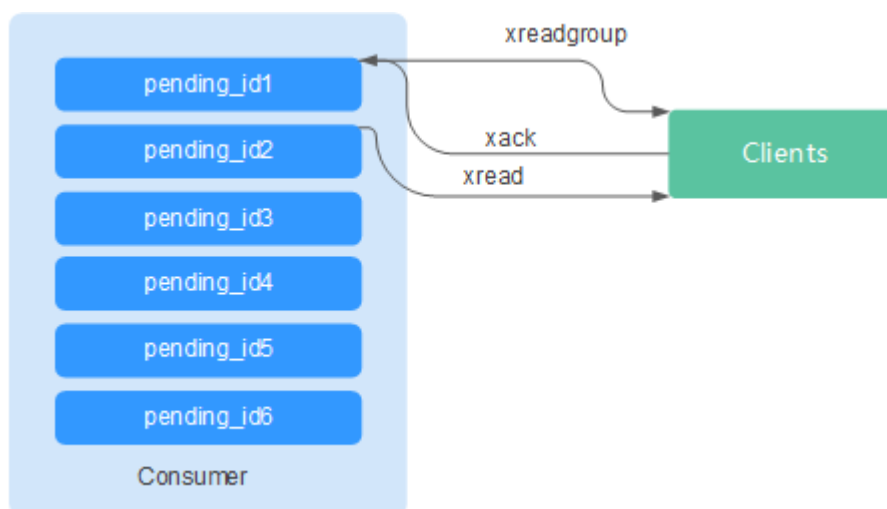 xreadgroup
pending_id1
xack
Clients
pending_id2
xread
pending_id3
pending_id4
pending_id5
pending_id6
Consumer